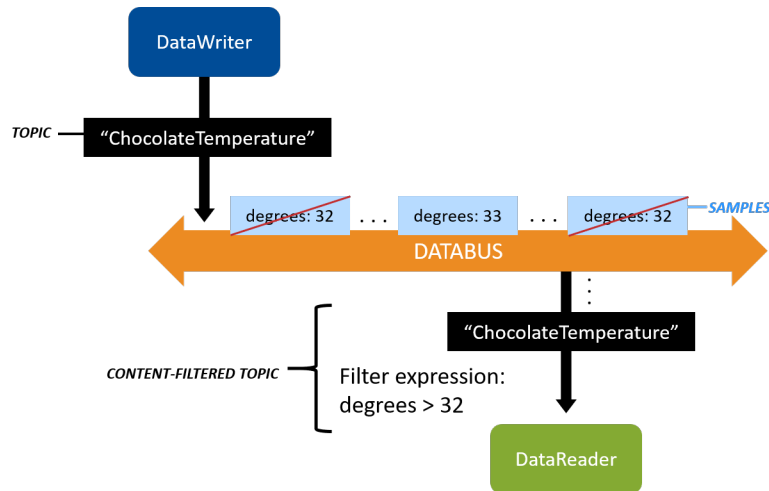 DataWriter
TOPIC
“ChocolateTemperature”
degrees: 32
. . .
degrees: 33
. . .
degrees: 32
SAMPLES
DATABUS
“ChocolateTemperature”
CONTENT-FILTERED TOPIC
Filter expression:
degrees > 32
DataReader